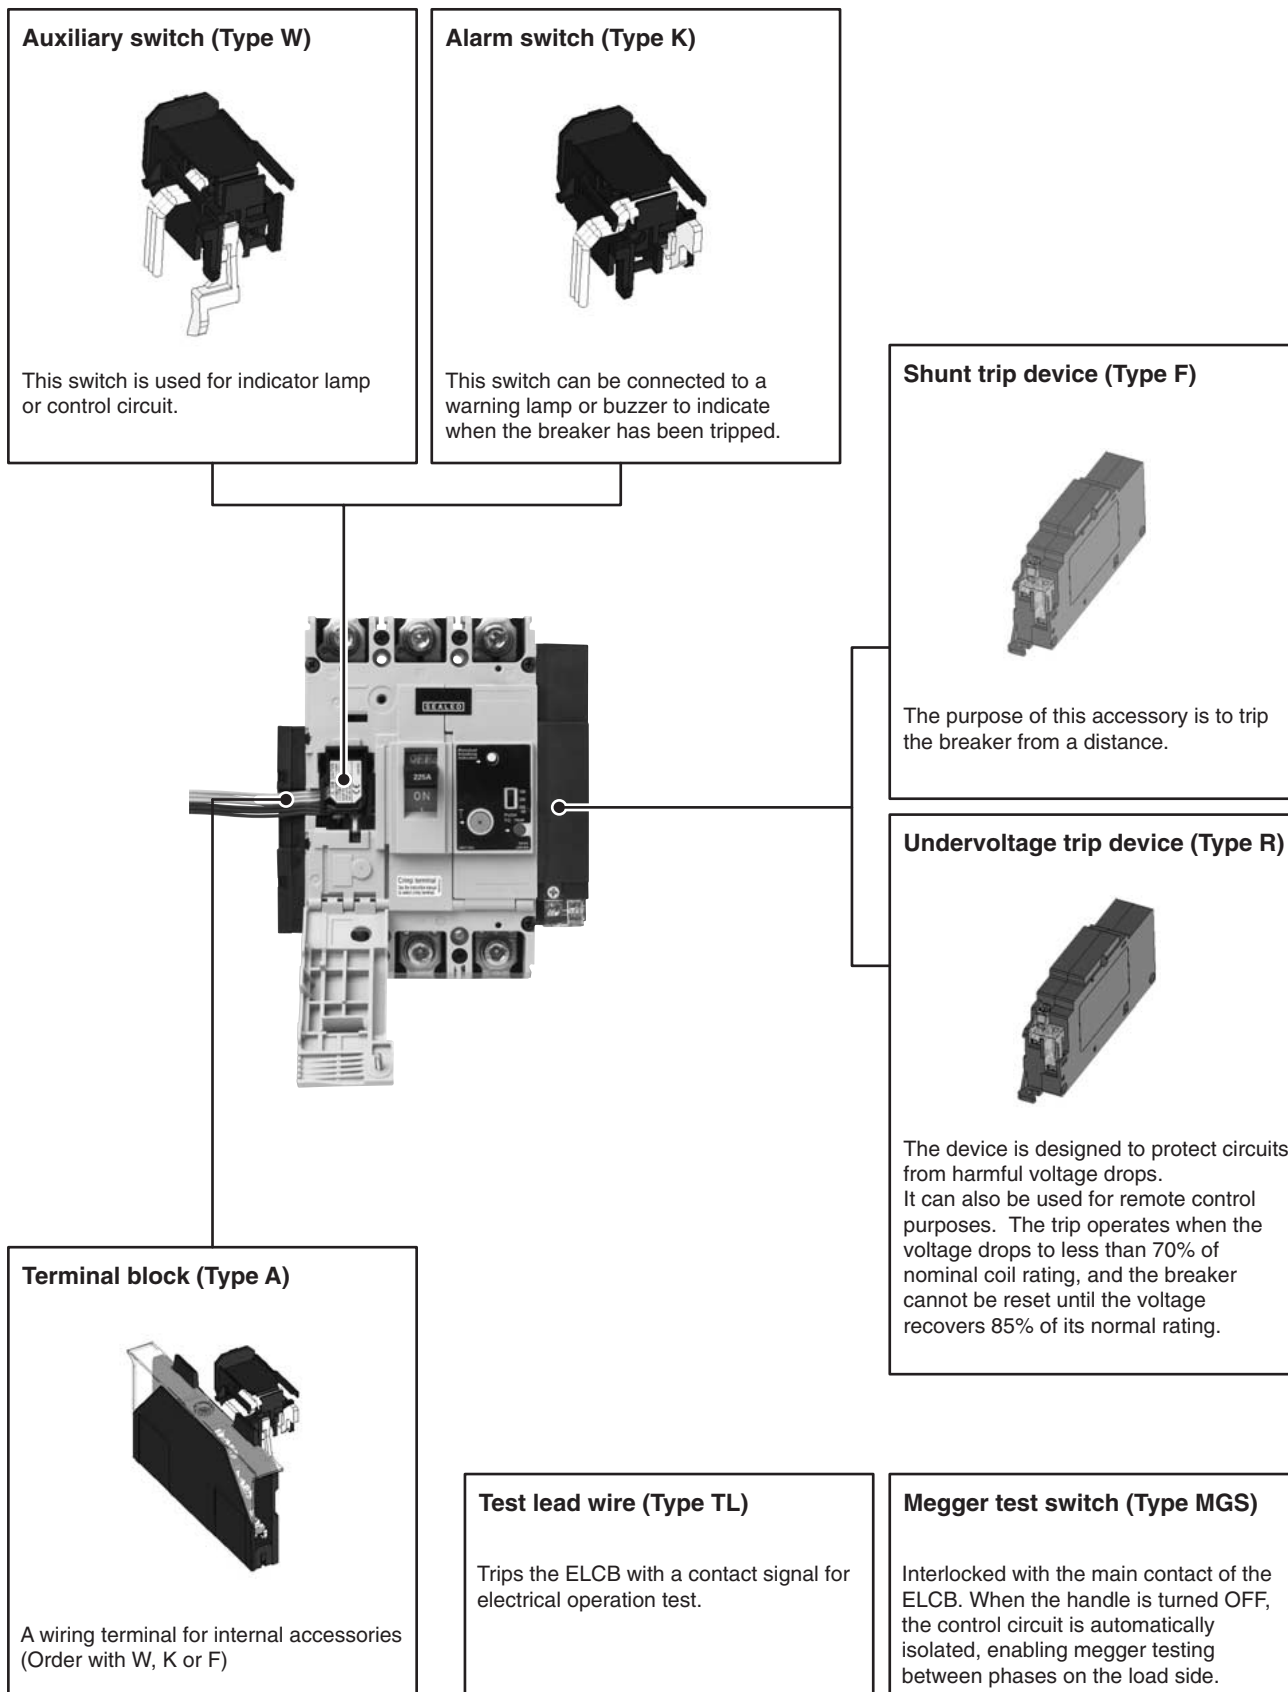 Auxiliary switch (Type W)
This switch is used for indicator lamp
or control circuit.
Alarm switch (Type K)
This switch can be connected to a
warning lamp or buzzer to indicate
when the breaker has been tripped.
Shunt trip device (Type F)
The purpose of this accessory is to trip
the breaker from a distance.
SEALED
OFF
225A
ON
Crimp terminal
Undervoltage trip device (Type R)
The device is designed to protect circuits
from harmful voltage drops.
It can also be used for remote control
purposes. The trip operates when the
voltage drops to less than 70% of
nominal coil rating, and the breaker
cannot be reset until the voltage
recovers 85% of its normal rating.
Terminal block (Type A)
A wiring terminal for internal accessories
(Order with W, K or F)
Test lead wire (Type TL)
Trips the ELCB with a contact signal for
electrical operation test.
Megger test switch (Type MGS)
Interlocked with the main contact of the
ELCB. When the handle is turned OFF,
the control circuit is automatically
isolated, enabling megger testing
between phases on the load side.